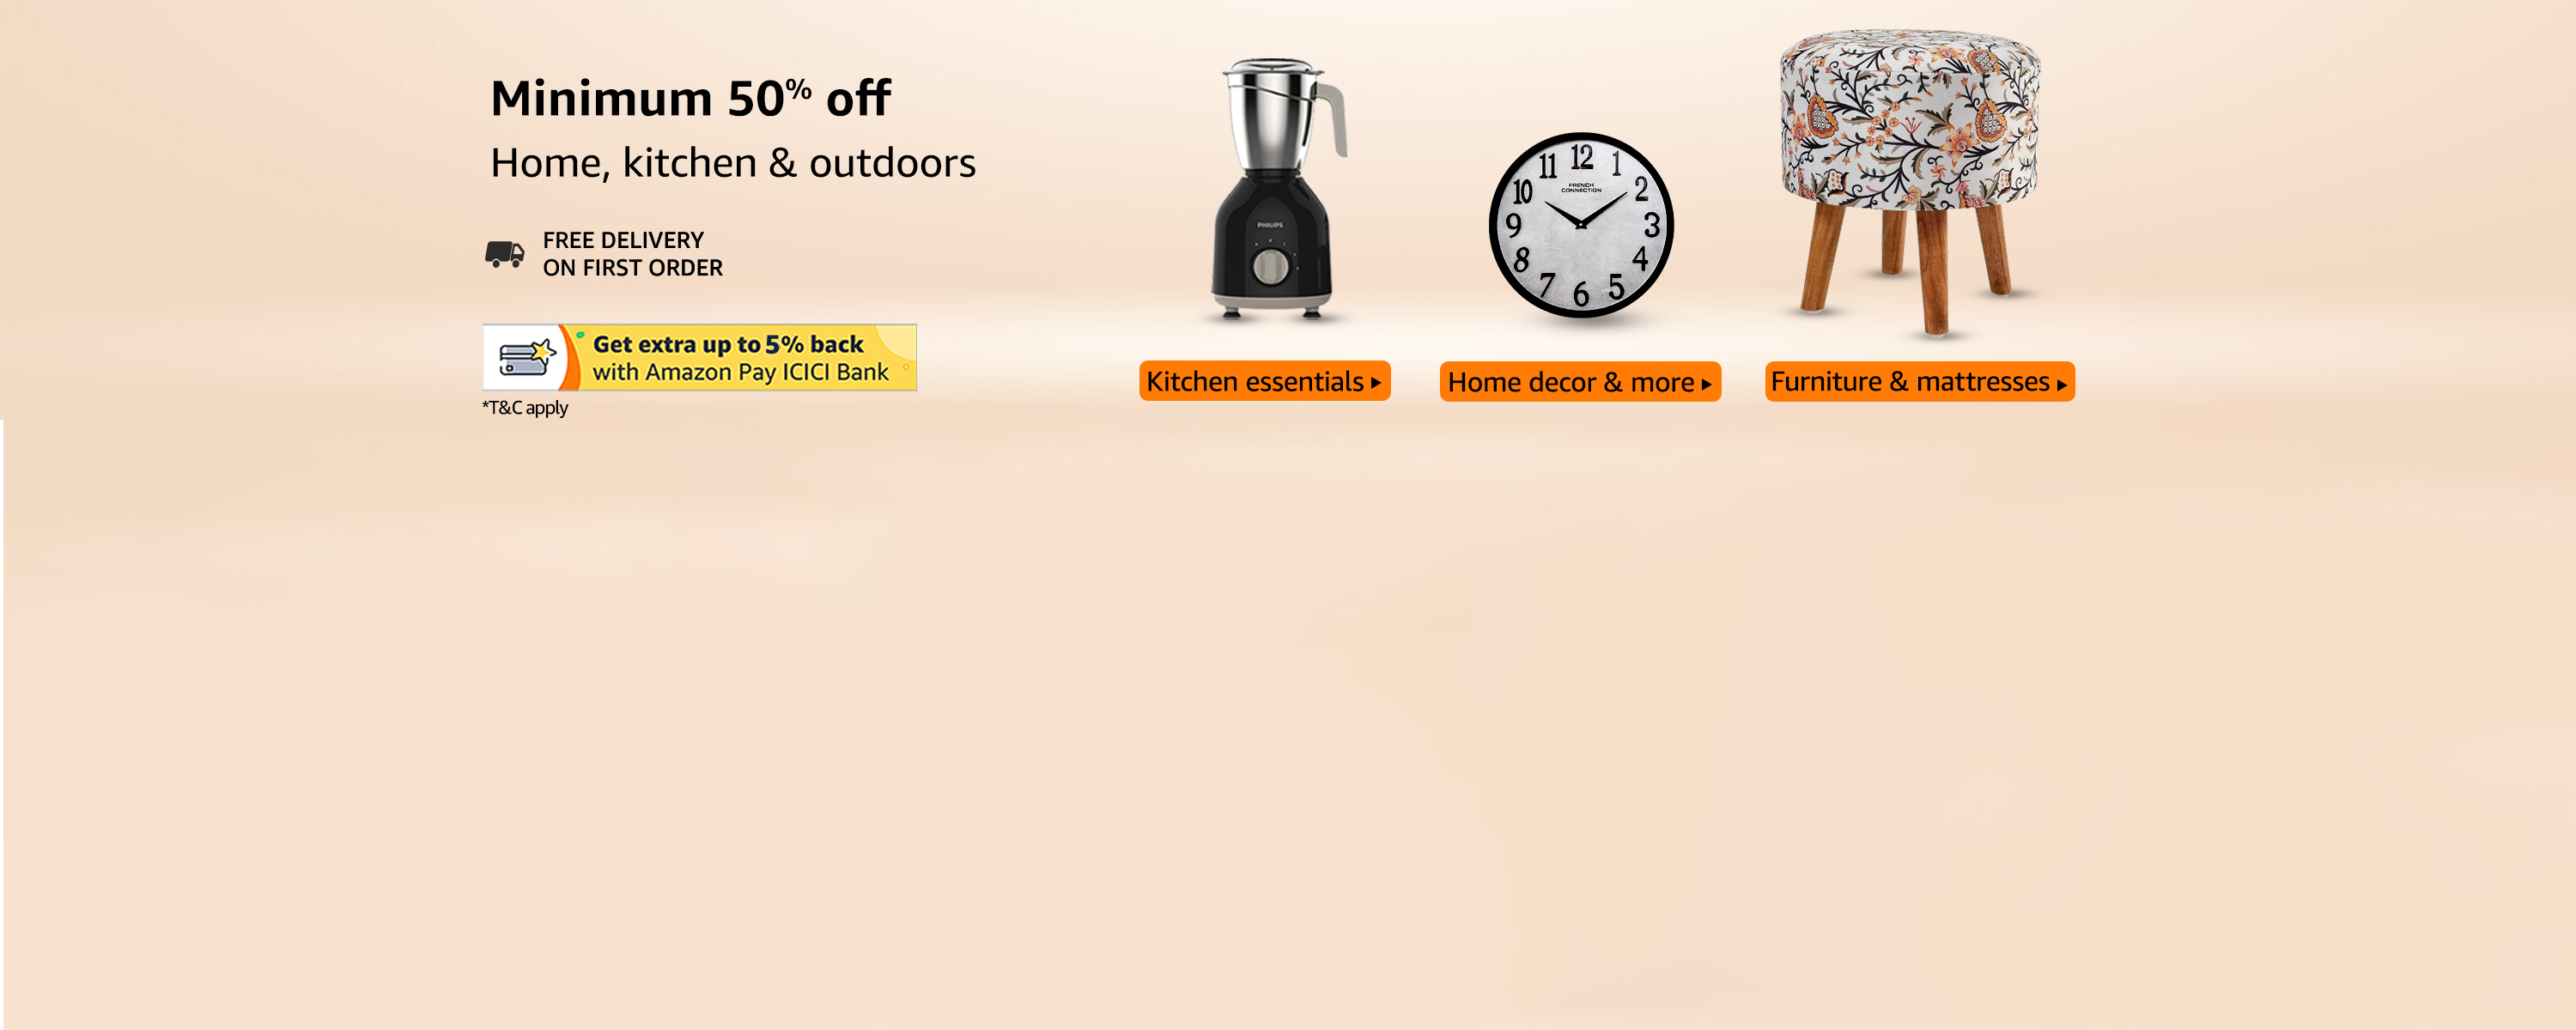 Minimum 50% off
Home, kitchen & outdoors
FREE DELIVERY
ON FIRST ORDER
Get extra up to 5% back
with Amazon Pay ICICI Bank
*T&C apply
PHILIPS
12
11
1
10
2
9
3
8
4
7
5
6
FRENCH
CONNECTION
Kitchen essentials
Home decor & more
Furniture & mattresses